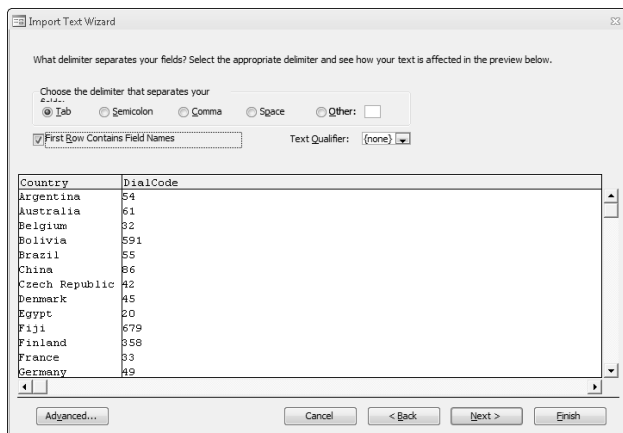 Import Text Wizard
What delimiter separates your fields? Select the appropriate delimiter and see how your text is affected in the preview below.
Choose the delimiter that separates your
fields:
Tab Semicolon Comma Space Other:
First Row Contains Field Names Text Qualifier: {none}
Country DialCode
Argentina 54
Australia 61
Belgium 32
Bolivia 591
Brazil 55
China 86
Czech Republic 42
Denmark 45
Egypt 20
Fiji 679
Finland 358
France 33
Germany 49
Advanced... Cancel < Back Next > Finish